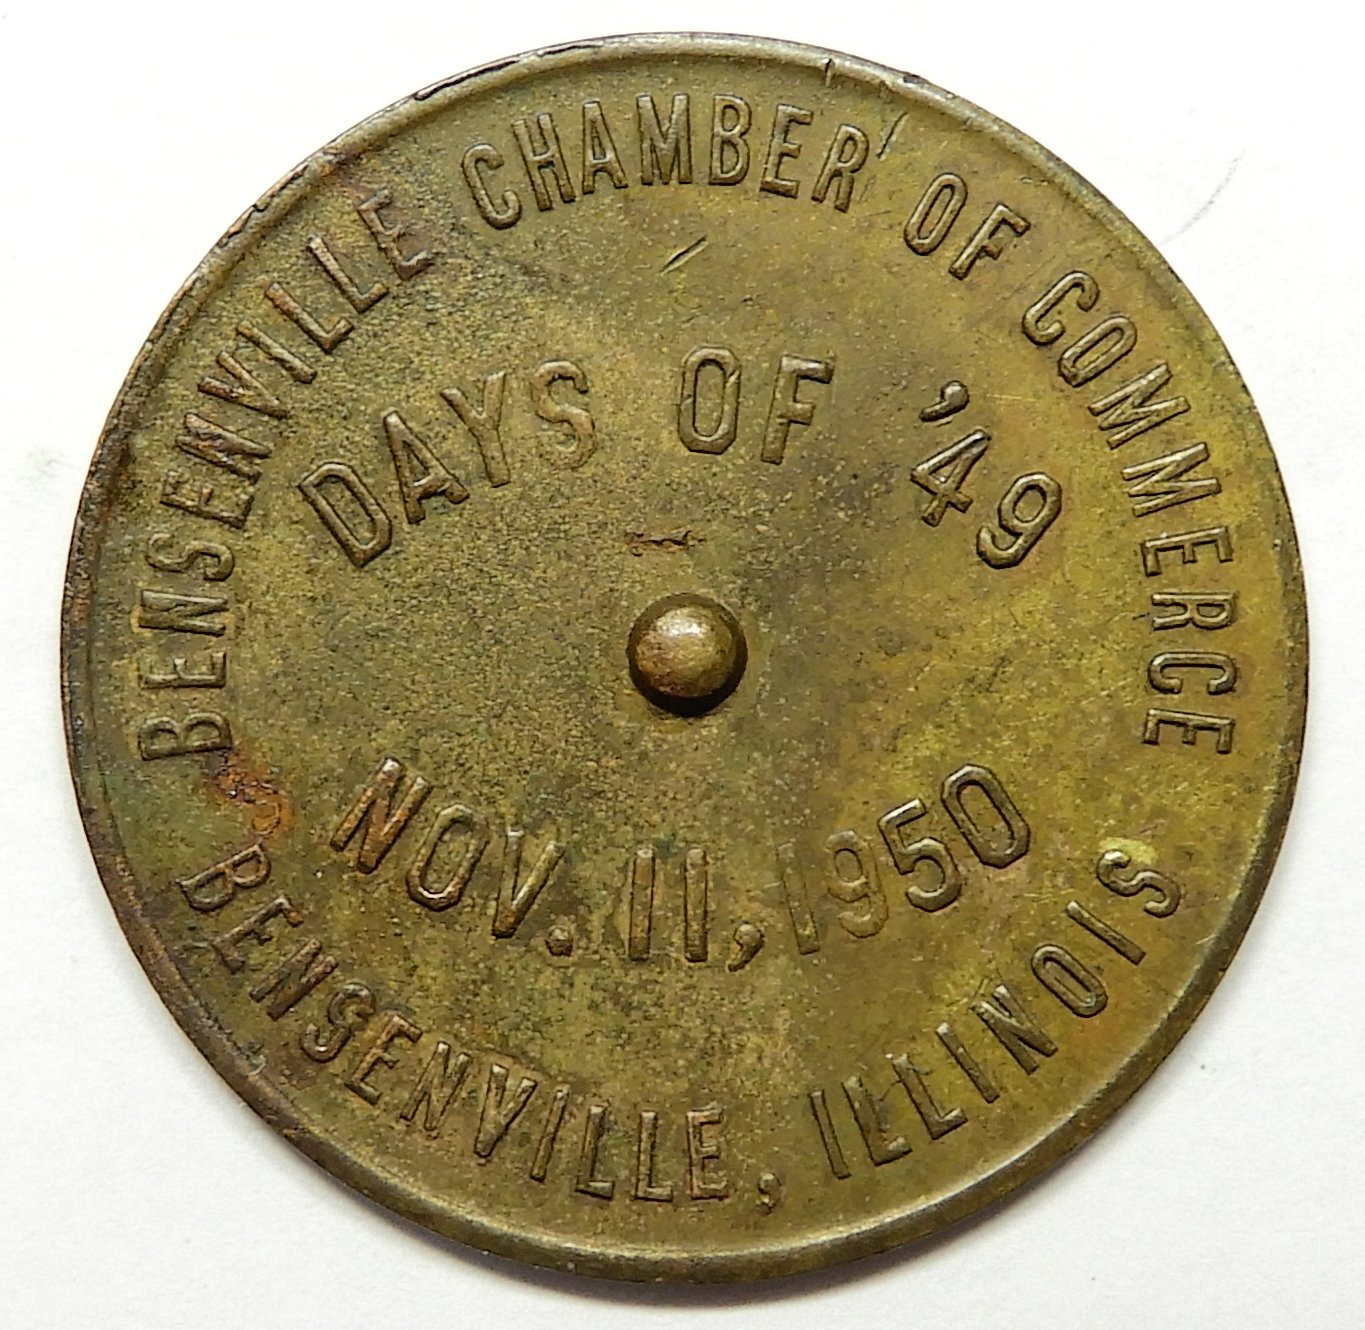 BENSENVILLE CHAMBER OF COMMERCE
DAYS OF '49
NOV. 11, 1950
BENSENVILLE, ILLINOIS